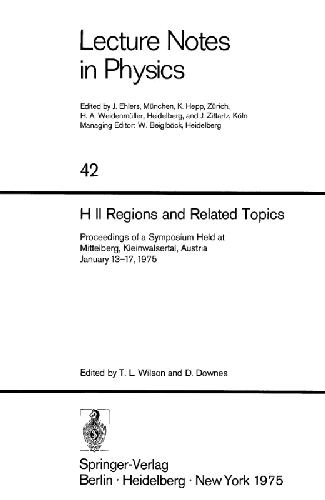 Lecture Notes
in Physics
Edited by J. Ehlers, München, K. Hepp, Zürich,
H. A. Weidenmüller, Heidelberg, and J. Zittartz, Köln
Managing Editor: W. Beiglböck, Heidelberg
42
H II Regions and Related Topics
Proceedings of a Symposium Held at
Mittelberg, Kleinwalsertal, Austria
January 13–17, 1975
Edited by T. L. Wilson and D. Downes
Springer-Verlag
Berlin · Heidelberg · New York 1975